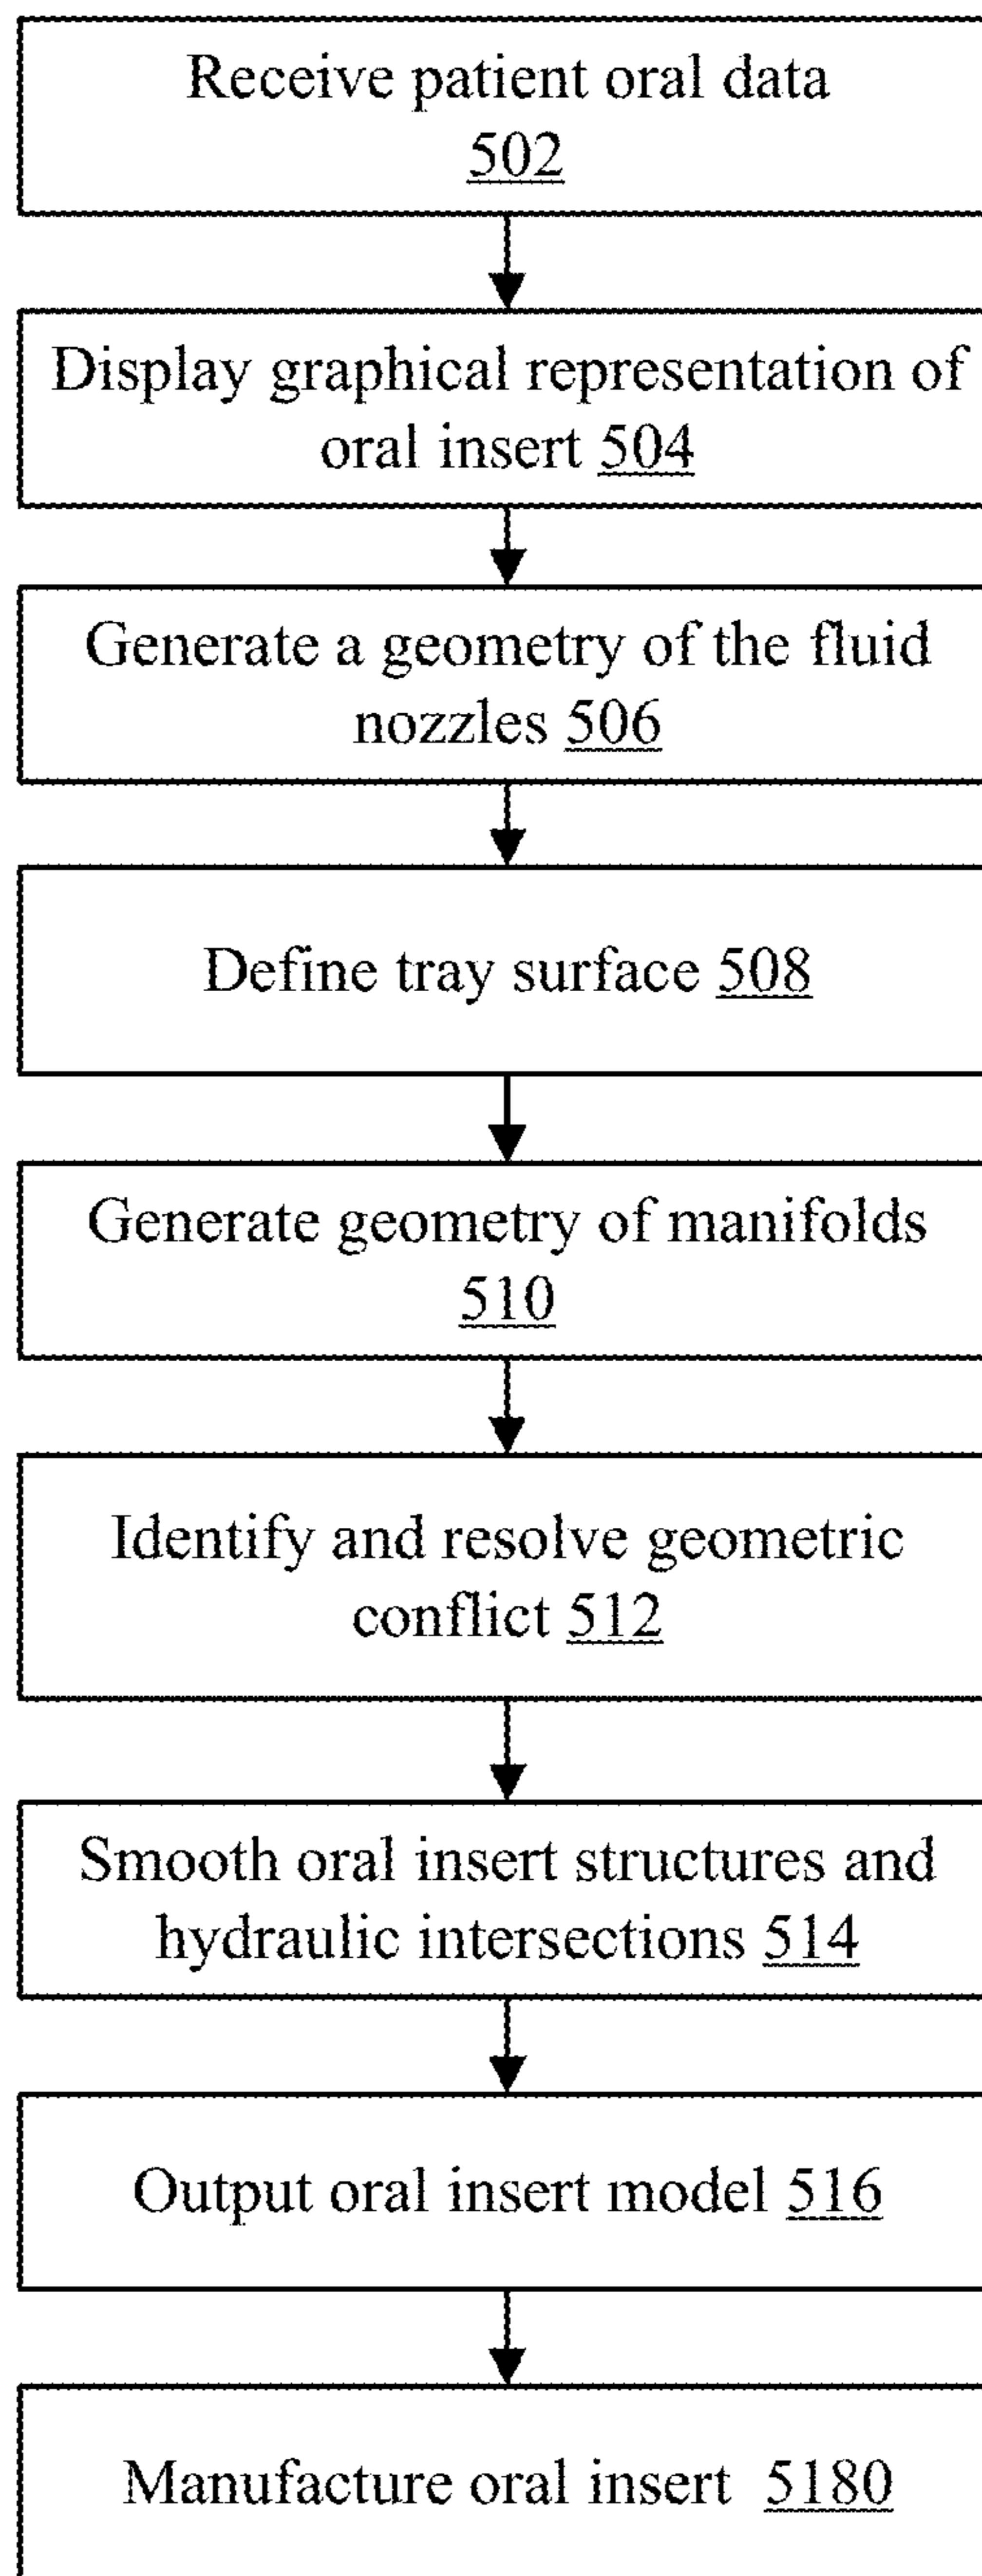 Receive patient oral data
502
Display graphical representation of
oral insert 504
Generate a geometry of the fluid
nozzles 506
Define tray surface 508
Generate geometry of manifolds
510
Identify and resolve geometric
conflict 512
Smooth oral insert structures and
hydraulic intersections 514
Output oral insert model 516
Manufacture oral insert 5180